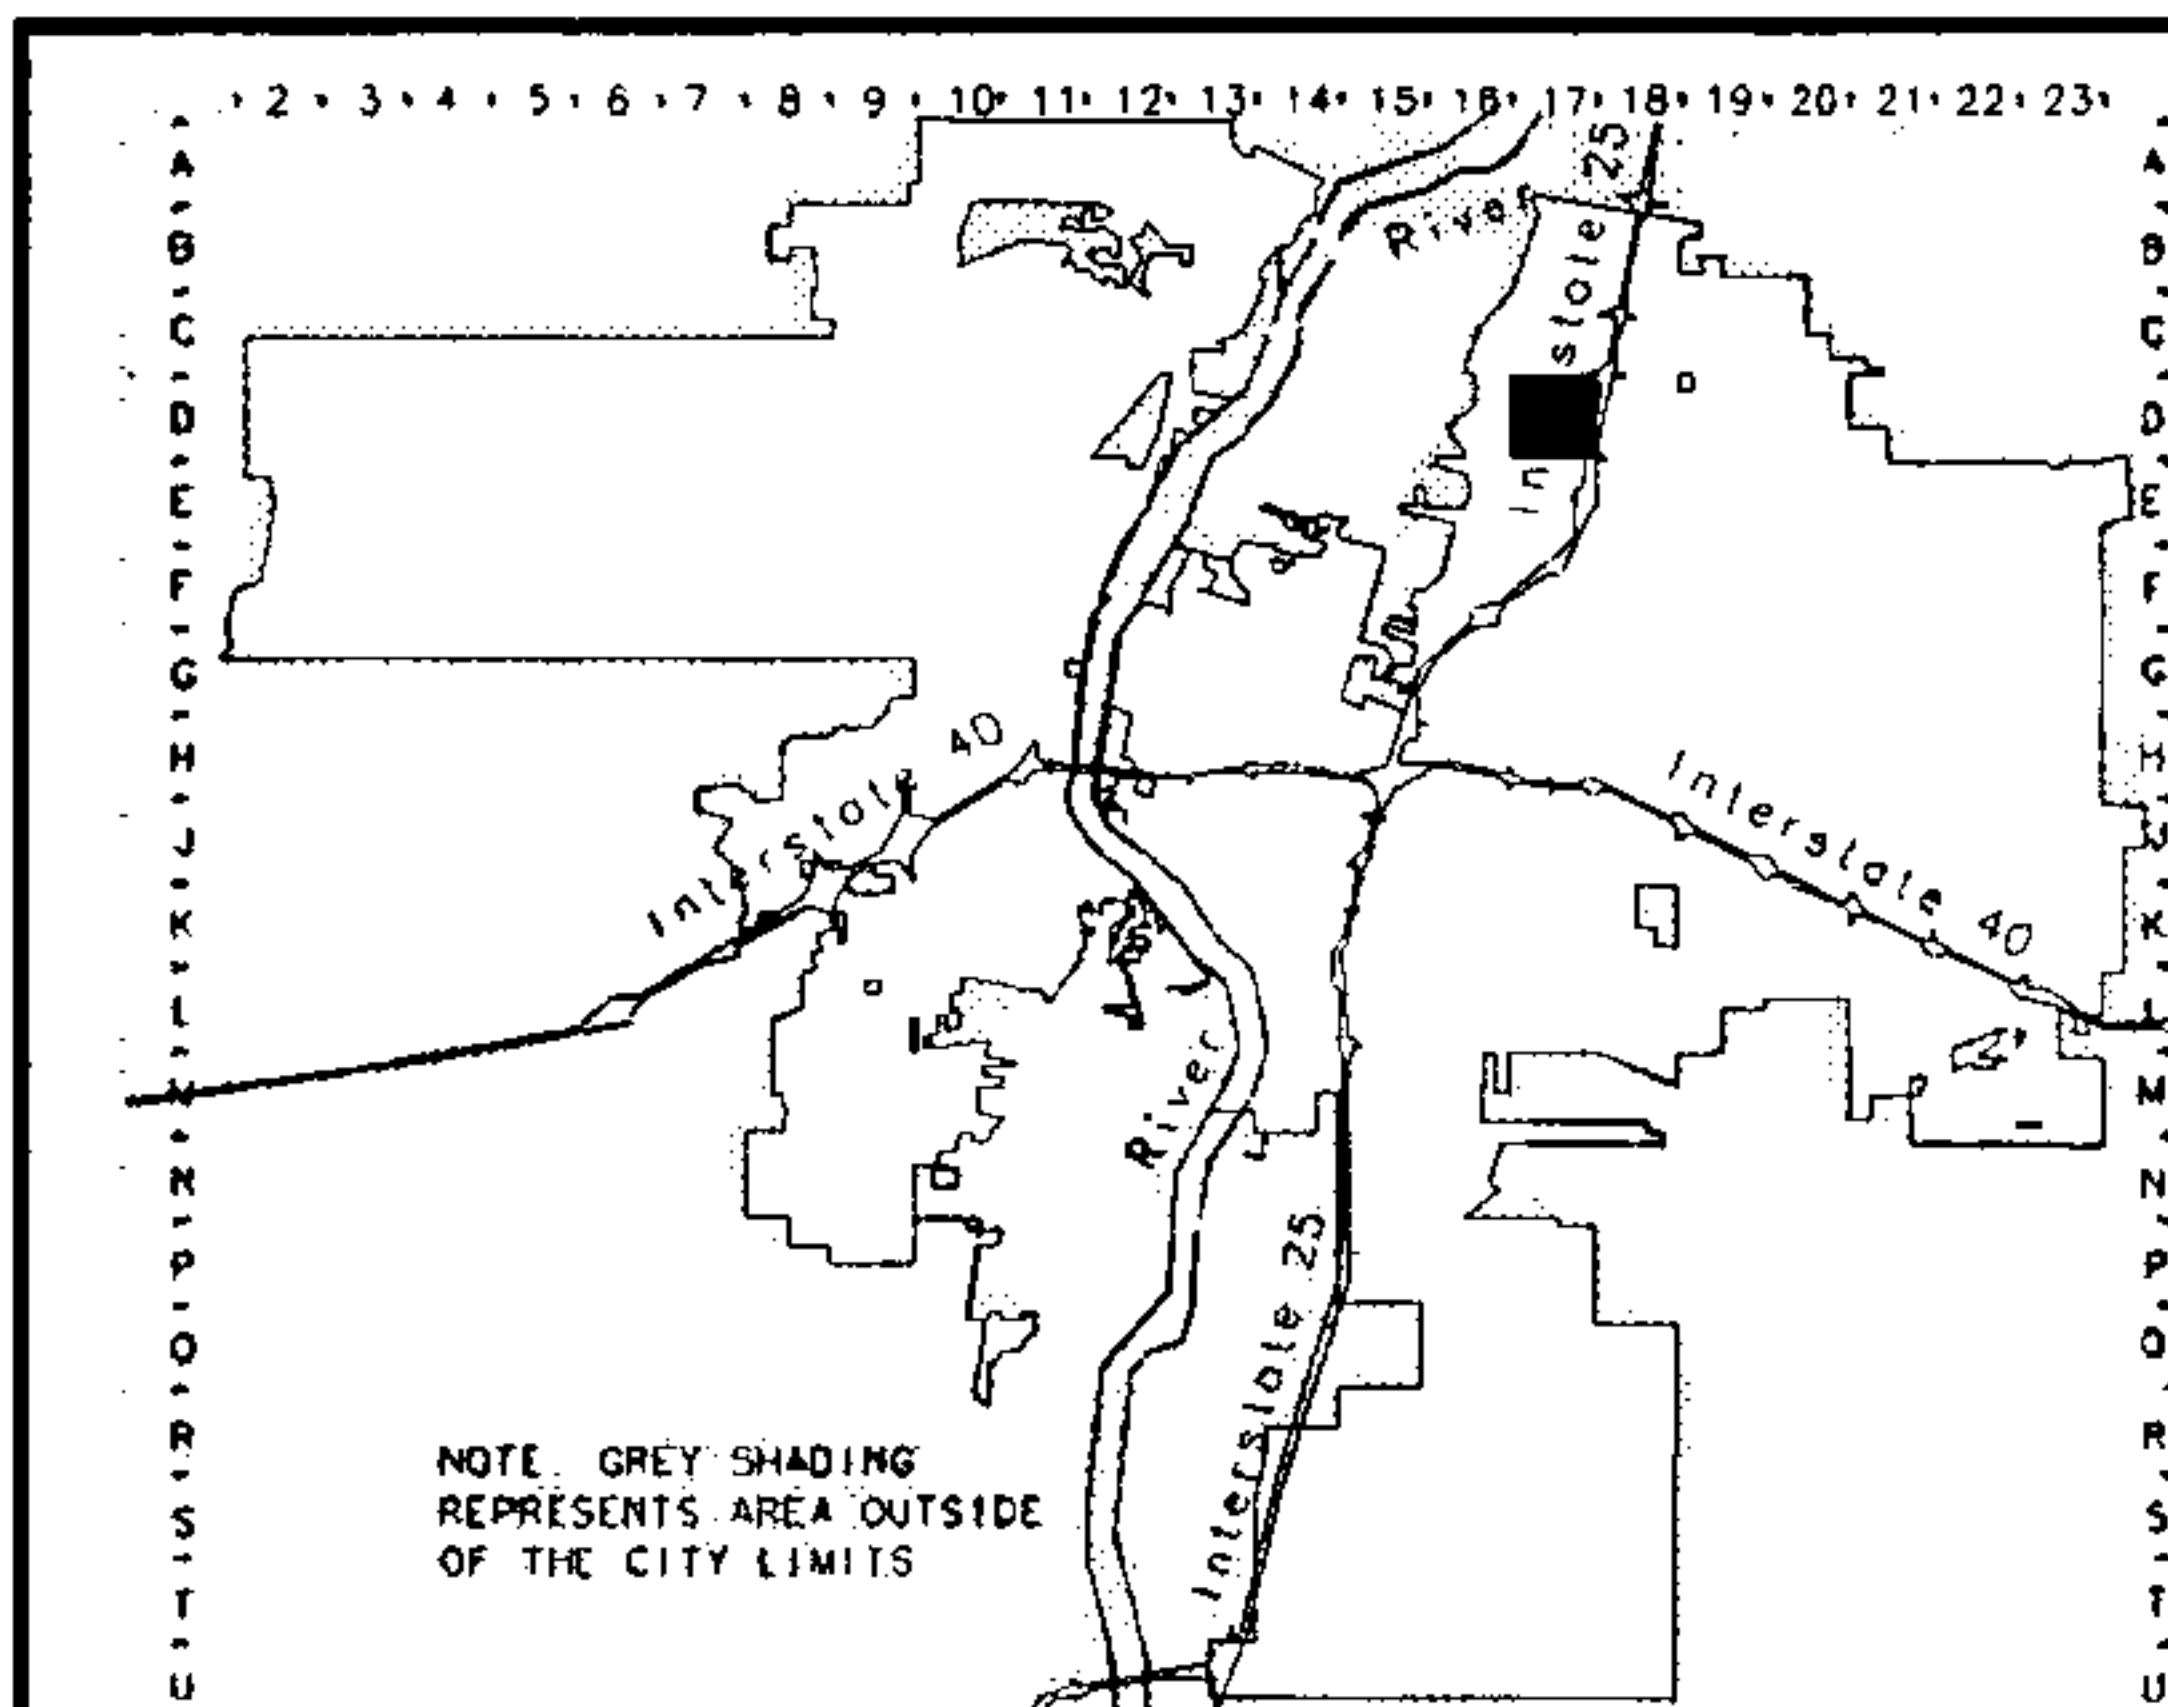 2 3 4 5 6 7 8 9 10 11 12 13 14 15 16 17 18 19 20 21 22 23
A A
B B
C C
D D
E E
F F
G G
H H
J J
K K
L L
M M
N N
P P
Q Q
R R
S S
T T
U U
Interstate 25
River
Interstate 40
Interstate 40
River
Interstate 25
NOTE. GREY SHADING
REPRESENTS AREA OUTSIDE
OF THE CITY LIMITS